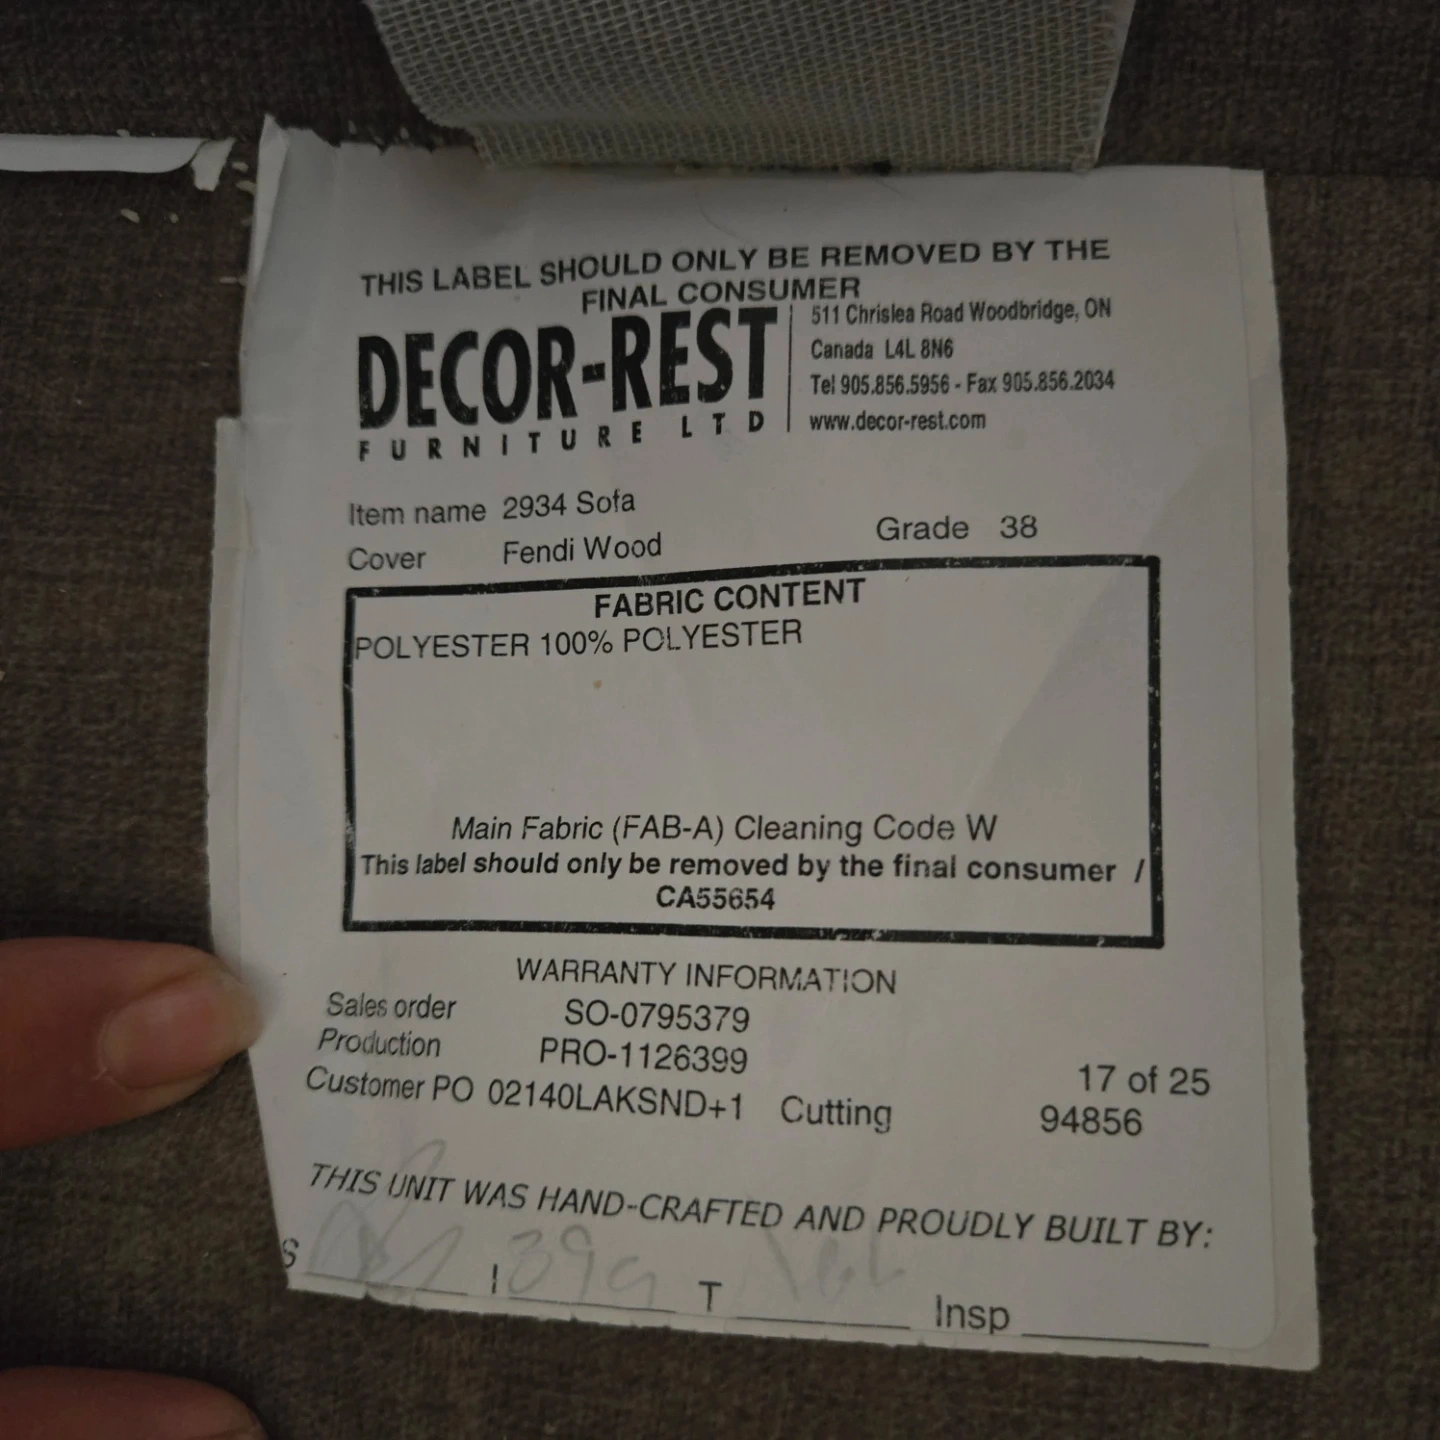 THIS LABEL SHOULD ONLY BE REMOVED BY THE
FINAL CONSUMER
DECOR-REST
FURNITURE LTD
511 Chrislea Road Woodbridge, ON
Canada L4L 8N6
Tel 905.856.5956 - Fax 905.856.2034
www.decor-rest.com
Item name 2934 Sofa
Cover Fendi Wood Grade 38
FABRIC CONTENT
POLYESTER 100% POLYESTER
Main Fabric (FAB-A) Cleaning Code W
This label should only be removed by the final consumer /
CA55654
WARRANTY INFORMATION
Sales order SO-0795379
Production PRO-1126399 17 of 25
Customer PO 02140LAKSND+1 Cutting 94856
THIS UNIT WAS HAND-CRAFTED AND PROUDLY BUILT BY:
S I T Insp